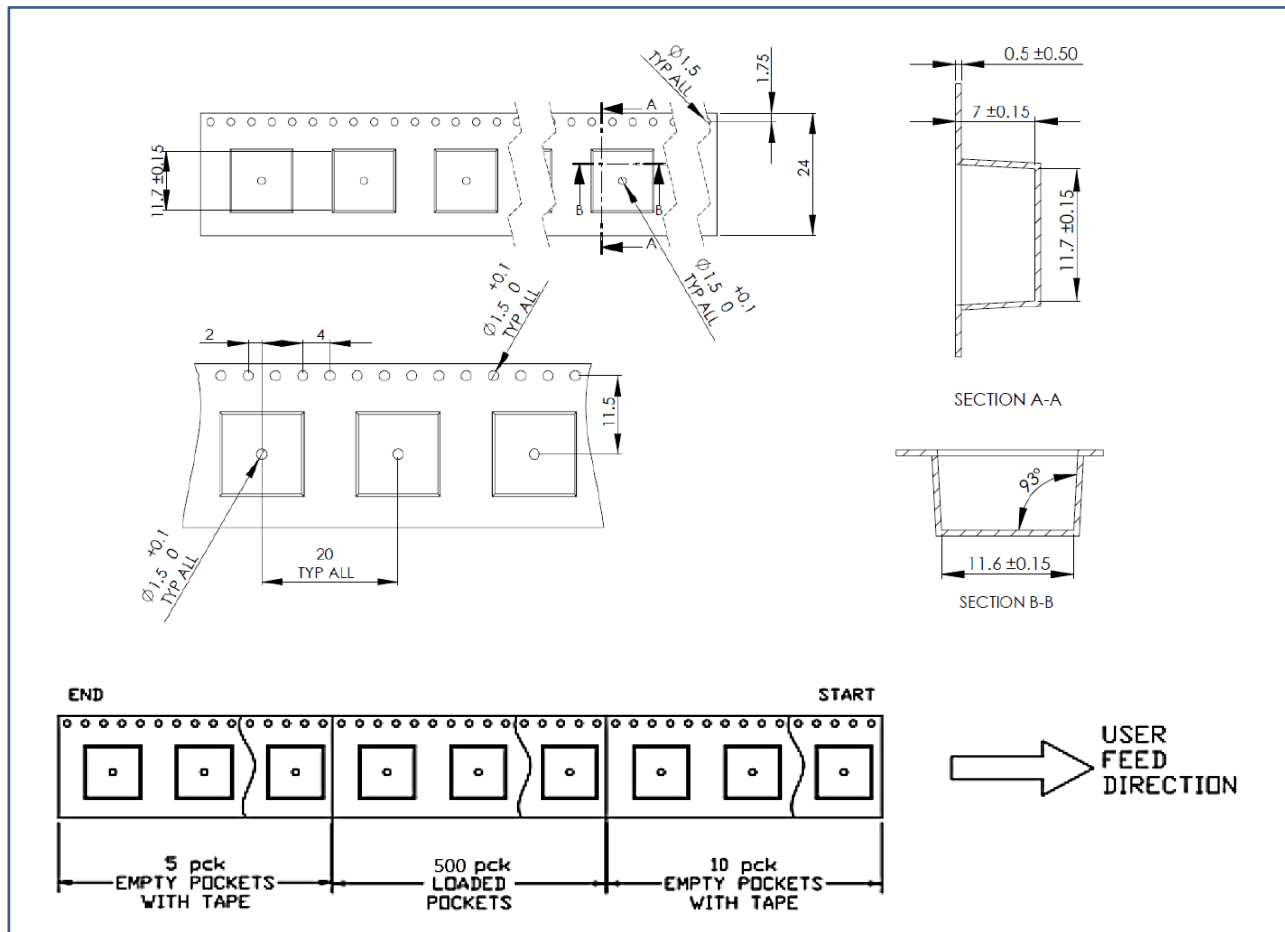 Ø1.5
TYP ALL
1.75
A
11.7 ±0.15
B
B
24
A
Ø1.5 +0.1 0
TYP ALL
Ø1.5 +0.1 0
TYP ALL
2
4
11.5
Ø1.5 +0.1 0
TYP ALL
20
TYP ALL
0.5 ±0.50
7 ±0.15
11.7 ±0.15
SECTION A-A
93°
11.6 ±0.15
SECTION B-B
END
START
USER
FEED
DIRECTION
5 pck
EMPTY POCKETS
WITH TAPE
500 pck
LOADED
POCKETS
10 pck
EMPTY POCKETS
WITH TAPE